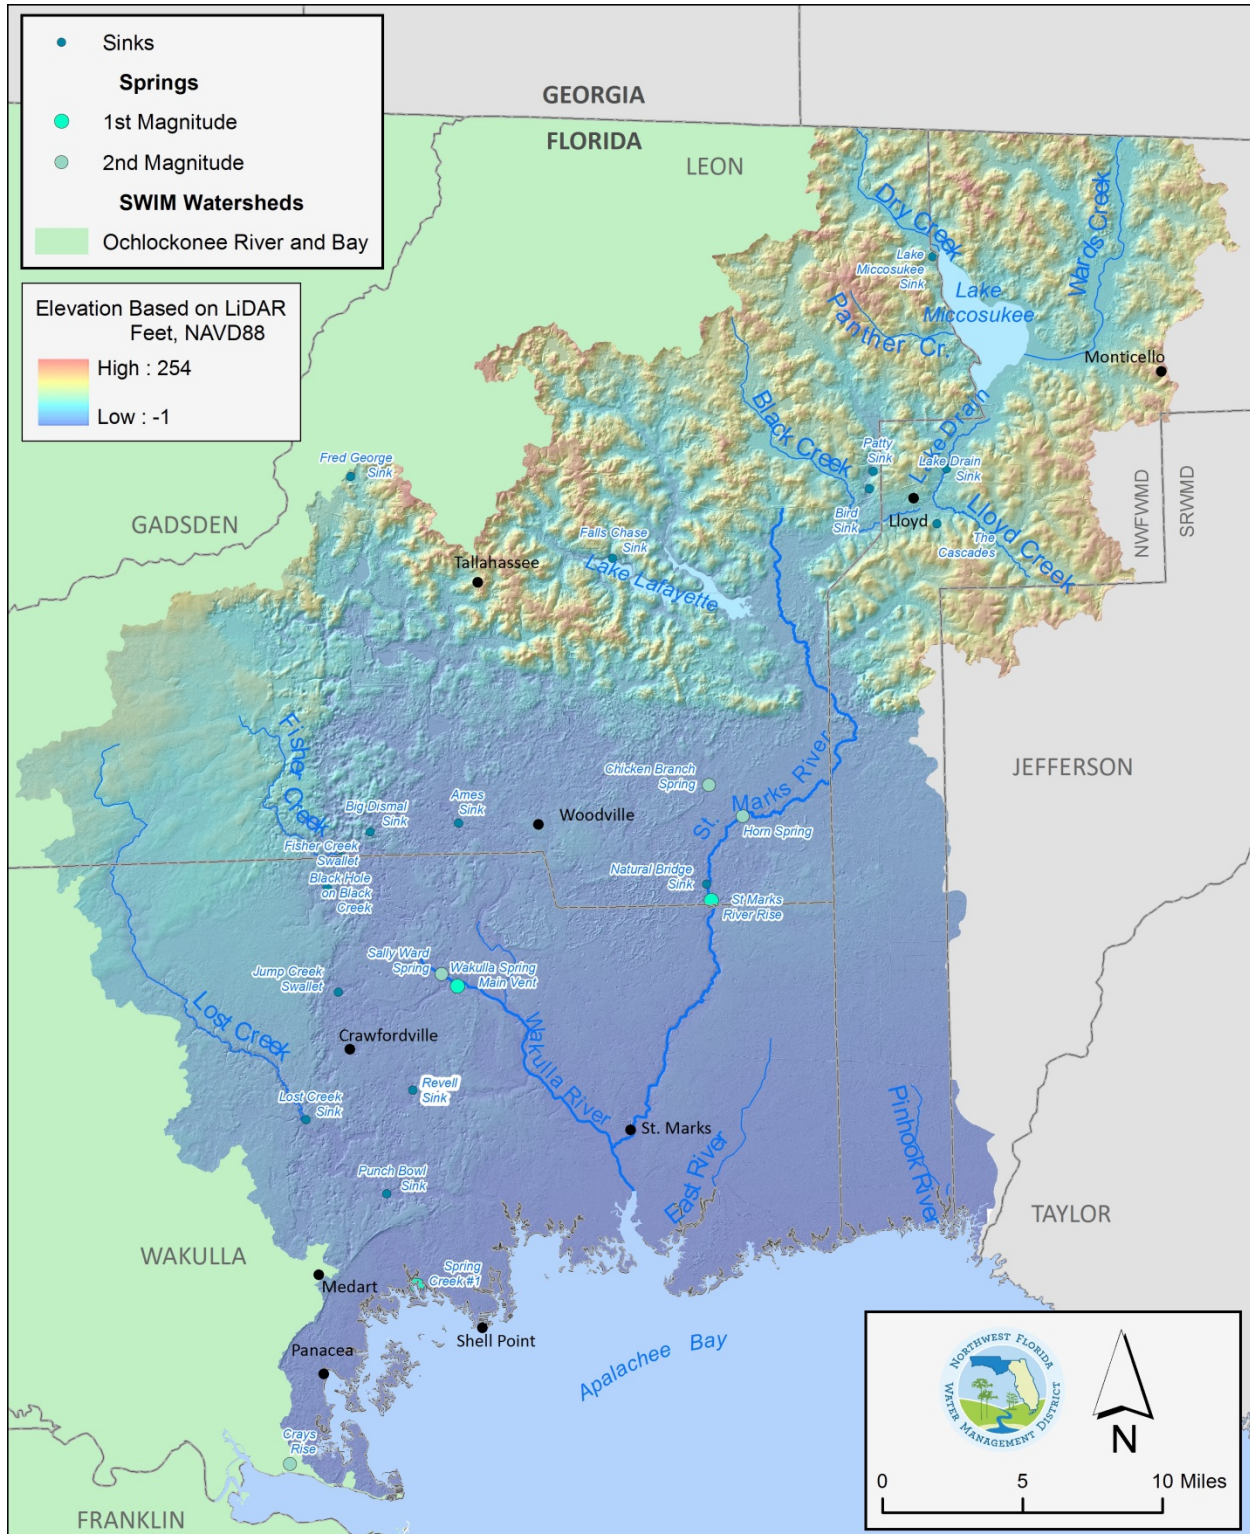 Sinks
Springs
1st Magnitude
2nd Magnitude
SWIM Watersheds
Ochlockonee River and Bay
Elevation Based on LiDAR
Feet, NAVD88
High : 254
Low : -1
GEORGIA
FLORIDA
LEON
Dry Creek
Wards Creek
Lake
Miccosukee
Sink
Lake
Miccosukee
Panther Cr.
Monticello
Black Creek
Lake Drain
Patty
Sink
Lake Drain
Sink
Fred George
Sink
GADSDEN
Bird
Sink
Lloyd
Lloyd Creek
The
Cascades
NWFWMD
SRWMD
Falls Chase
Sink
Tallahassee
Lake Lafayette
Fisher Creek
St. Marks River
JEFFERSON
Chicken Branch
Spring
Big Dismal
Sink
Ames
Sink
Woodville
Horn Spring
Fisher Creek
Swallet
Black Hole
on Black
Creek
Natural Bridge
Sink
St Marks
River Rise
Sally Ward
Spring
Wakulla Spring
Main Vent
Jump Creek
Swallet
Lost Creek
Crawfordville
Wakulla River
Revell
Sink
Lost Creek
Sink
St. Marks
East River
Pinhook River
Punch Bowl
Sink
TAYLOR
WAKULLA
Medart
Spring
Creek #1
Shell Point
Panacea
Apalachee Bay
Crays
Rise
FRANKLIN
NORTHWEST FLORIDA
WATER MANAGEMENT DISTRICT
N
0 5 10 Miles